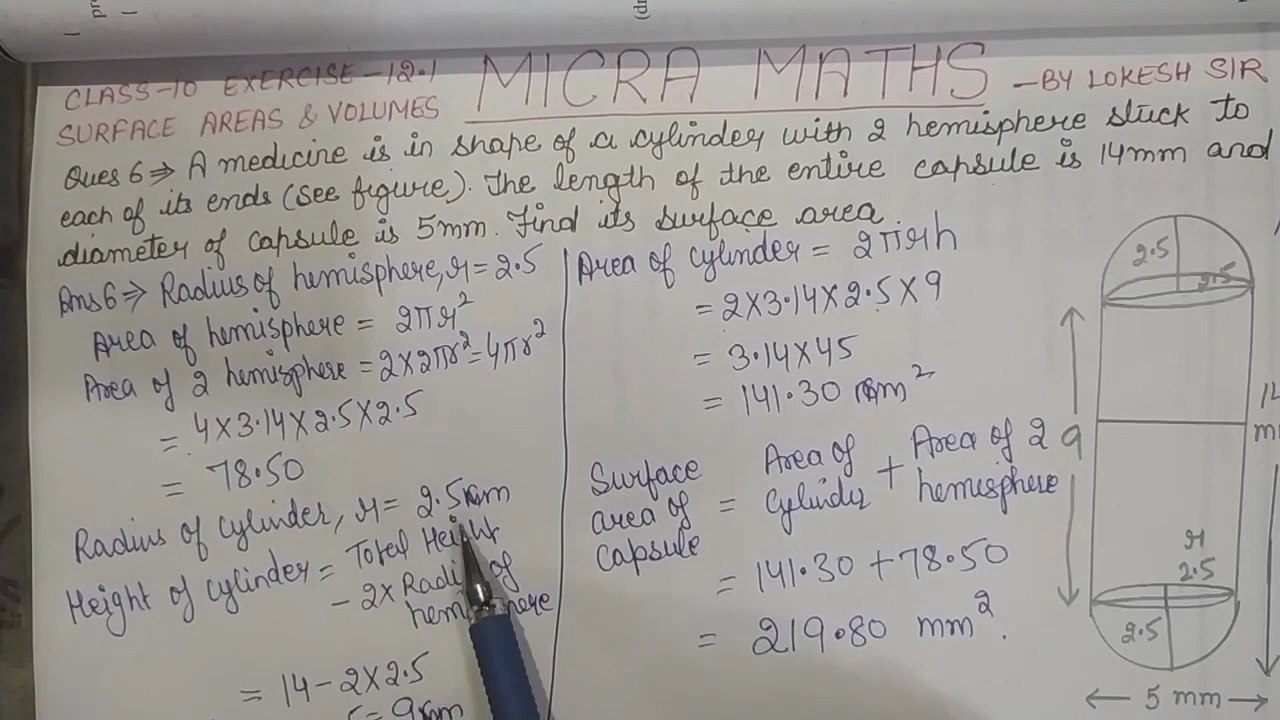 CLASS-10 EXERCISE-12.1
SURFACE AREAS & VOLUMES
MICRA MATHS
-BY LOKESH SIR
Ques 6 ⇒ A medicine is in shape of a cylinder with 2 hemisphere stuck to
each of its ends (see figure). The length of the entire capsule is 14mm and
diameter of capsule is 5mm. Find its surface area.
Ans 6 ⇒ Radius of hemisphere, r = 2.5
Area of hemisphere = 2πr²
Area of 2 hemisphere = 2×2πr² = 4πr²
= 4×3.14×2.5×2.5
= 78.50
Radius of cylinder, r = 2.5mm
Height of cylinder = Total Height
- 2× of
= 14 - 2×2.5
= 9mm
Area of cylinder = 2πrh
= 2×3.14×2.5×9
= 3.14×45
= 141.30 mm²
Surface area of capsule = Area of cylinder + Area of 2 hemisphere
= 141.30 + 78.50
= 219.80 mm².
2.5
2.5
9
r
2.5
2.5
5 mm